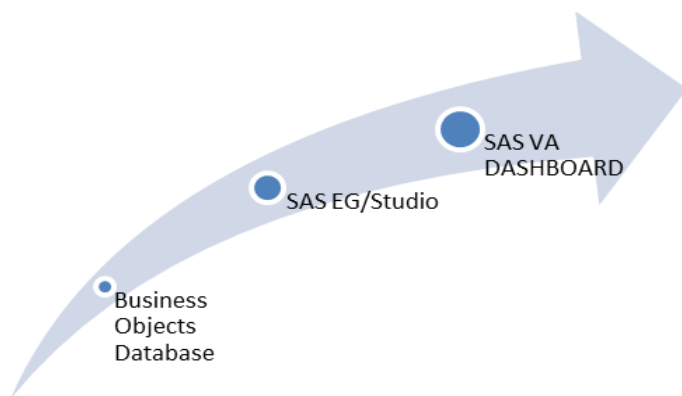 SAS VA
DASHBOARD
SAS EG/Studio
Business
Objects
Database